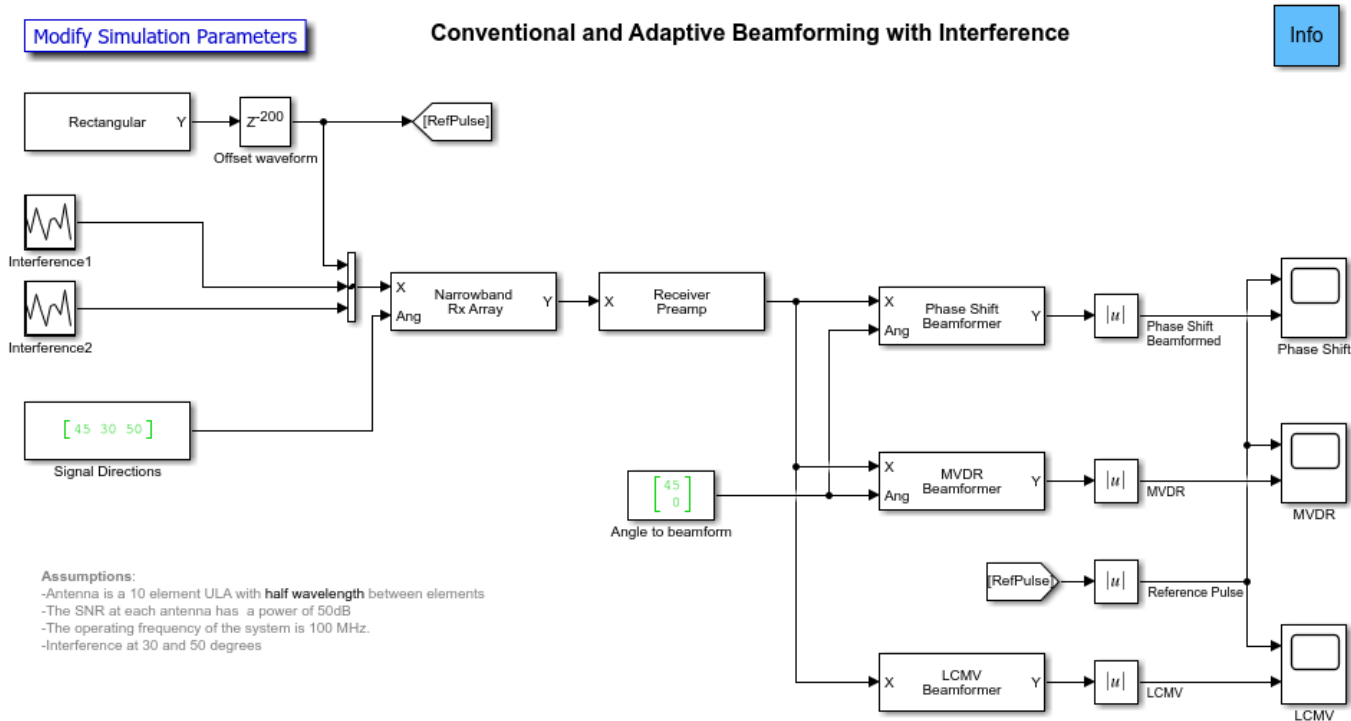 Modify Simulation Parameters
Conventional and Adaptive Beamforming with Interference
Info
Rectangular Y
Z-200
Offset waveform
[RefPulse]
Interference1
Interference2
[45 30 50]
Signal Directions
X
Ang
Narrowband
Rx Array
Y
X
Receiver
Preamp
X
Ang
Phase Shift
Beamformer
Y
|u|
Phase Shift
Beamformed
Phase Shift
[45
0]
Angle to beamform
X
Ang
MVDR
Beamformer
Y
|u|
MVDR
MVDR
[RefPulse]
|u|
Reference Pulse
X
LCMV
Beamformer
Y
|u|
LCMV
LCMV
Assumptions:
-Antenna is a 10 element ULA with half wavelength between elements
-The SNR at each antenna has a power of 50dB
-The operating frequency of the system is 100 MHz.
-Interference at 30 and 50 degrees